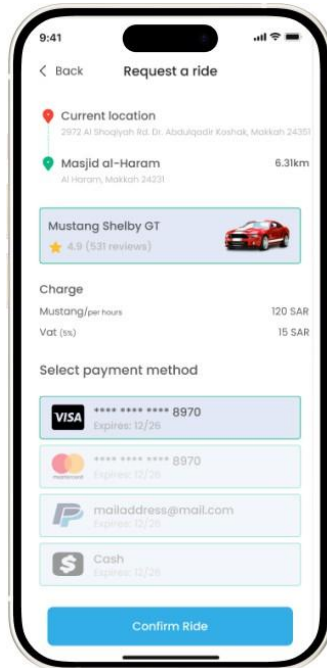 9:41
Back Request a ride
Current location
2972 Al Shoqiyah Rd. Dr. Abdulqadir Koshak, Makkah 24351
Masjid al-Haram 6.31km
Al Haram, Makkah 24231
Mustang Shelby GT
4.9 (531 reviews)
Charge
Mustang/per hours 120 SAR
Vat (5%) 15 SAR
Select payment method
VISA **** **** **** 8970
Expires: 12/26
**** **** **** 8970
mastercard
Expires: 12/26
mailaddress@mail.com
Expires: 12/26
Cash
Expires: 12/26
Confirm Ride